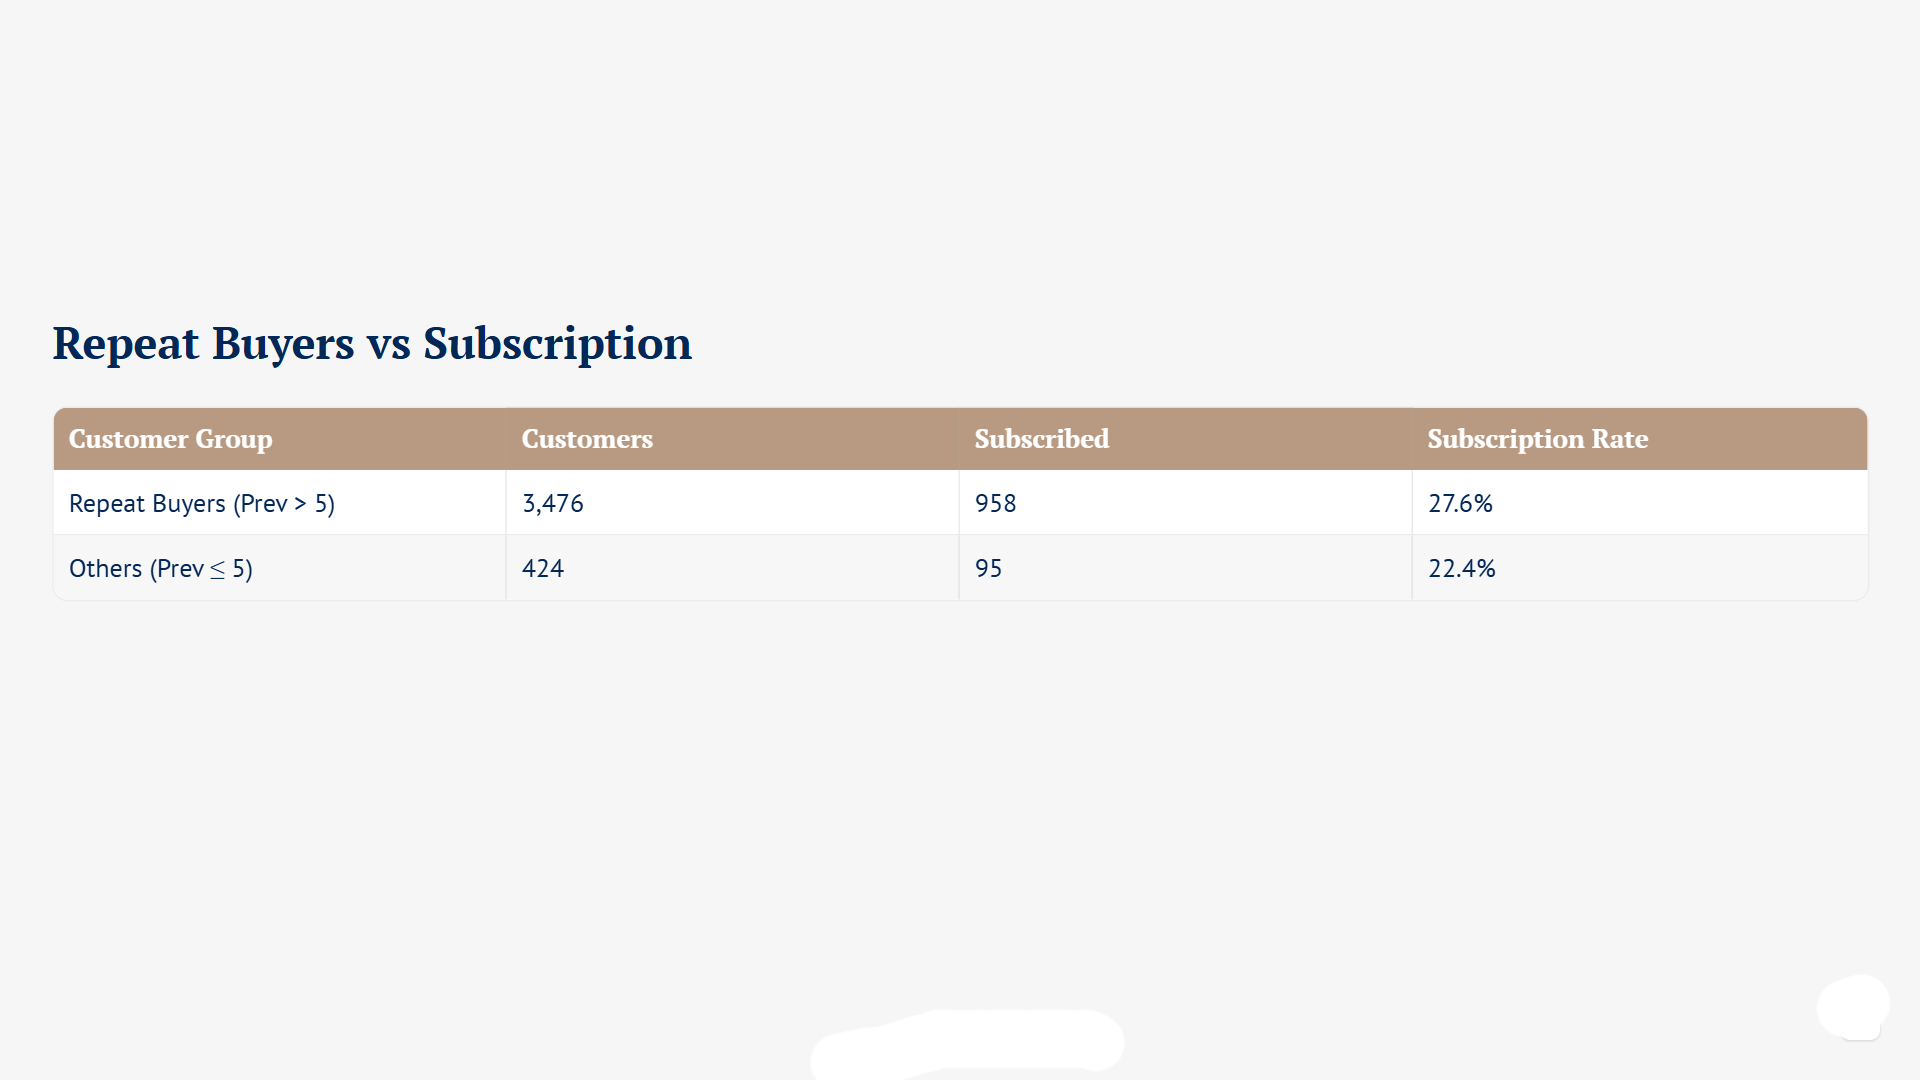 Repeat Buyers vs Subscription
Customer Group Customers Subscribed Subscription Rate
Repeat Buyers (Prev > 5) 3,476 958 27.6%
Others (Prev ≤ 5) 424 95 22.4%